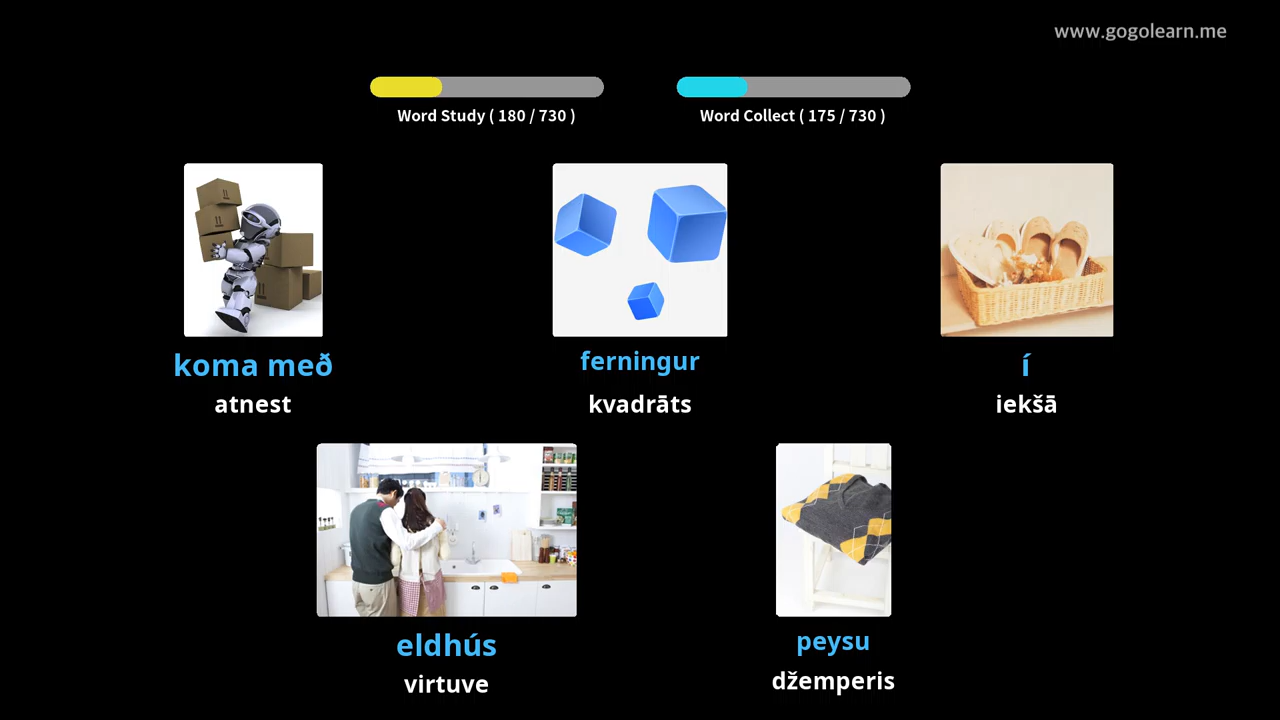 www.gogolearn.me
Word Study ( 180 / 730 )
Word Collect ( 175 / 730 )
koma með
atnest
ferningur
kvadrāts
í
iekšā
eldhús
virtuve
peysu
džemperis